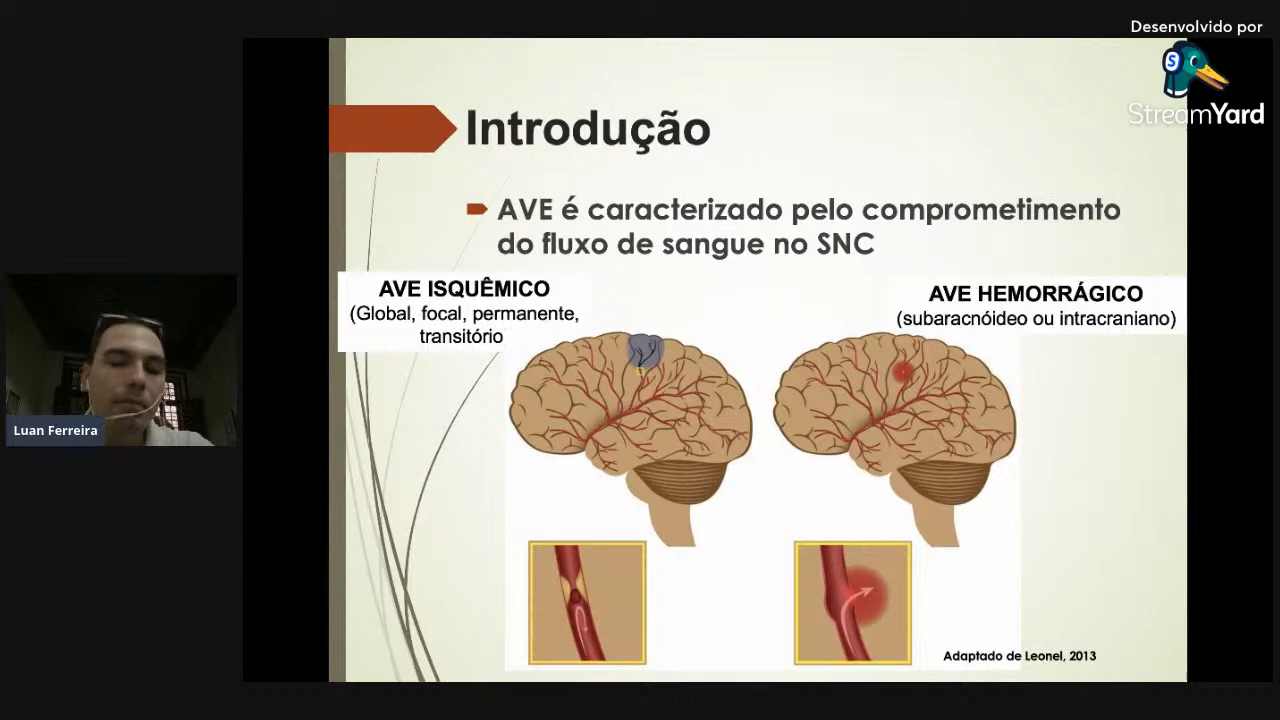 Desenvolvido por
S
StreamYard
Introdução
AVE é caracterizado pelo comprometimento
do fluxo de sangue no SNC
AVE ISQUÊMICO
(Global, focal, permanente,
transitório
AVE HEMORRÁGICO
(subaracnóideo ou intracraniano)
Luan Ferreira
Adaptado de Leonel, 2013